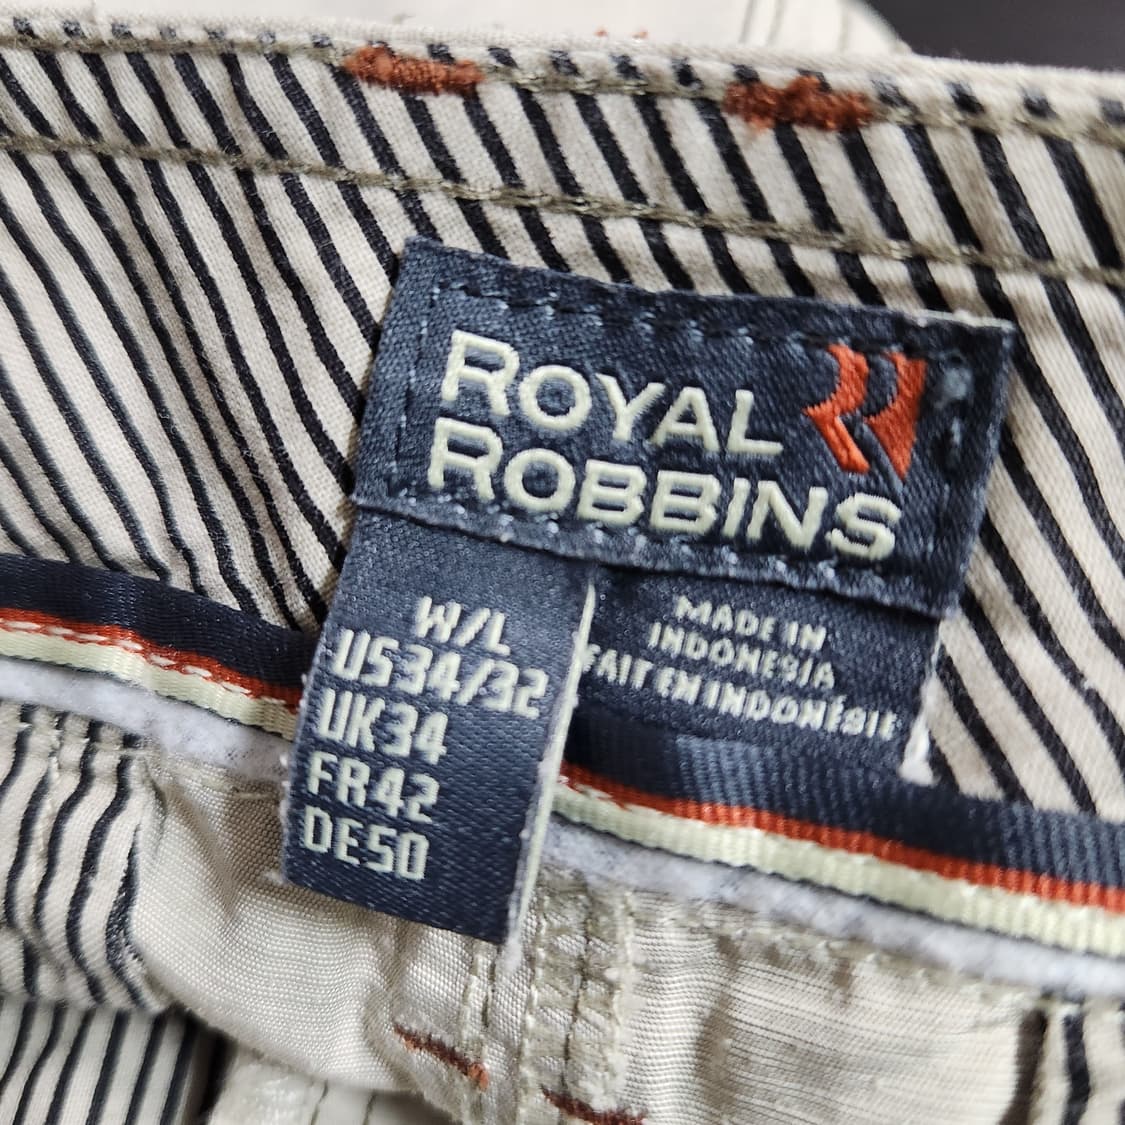 ROYAL
ROBBINS
W/L
US34/32
UK34
FR42
DE50
MADE IN
INDONESIA
FAIT EN INDONÉSIE